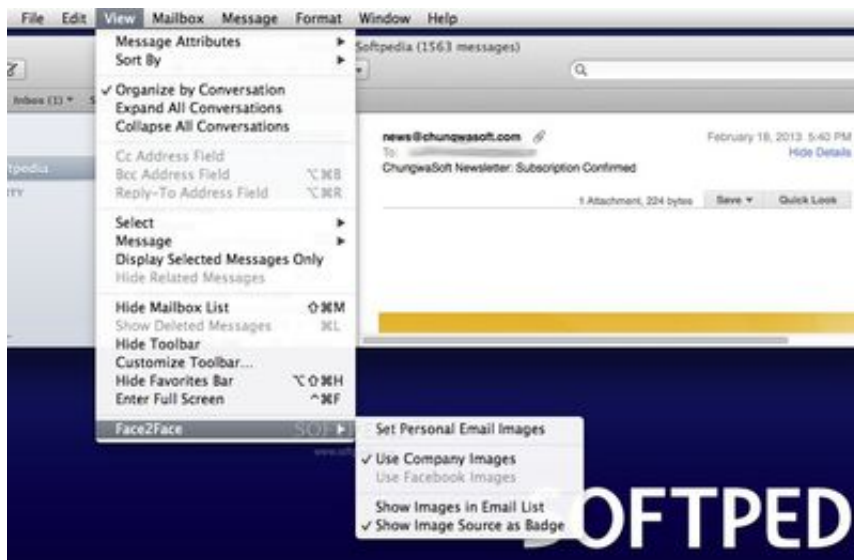 File Edit View Mailbox Message Format Window Help
Softpedia (1563 messages)
Inbox (1)
Message Attributes
Sort By
✓ Organize by Conversation
Expand All Conversations
Collapse All Conversations
Cc Address Field
Bcc Address Field ⌥⌘B
Reply-To Address Field ⌥⌘R
Select
Message
Display Selected Messages Only
Hide Related Messages
Hide Mailbox List ⇧⌘M
Show Deleted Messages ⌘L
Hide Toolbar
Customize Toolbar...
Hide Favorites Bar ⌥⇧⌘H
Enter Full Screen ^⌘F
Face2Face
tpedia
news@chungwasoft.com February 18, 2013 5:40 PM
To: Hide Details
ChungwaSoft Newsletter: Subscription Confirmed
1 Attachment, 224 bytes Save Quick Look
Set Personal Email Images
✓ Use Company Images
Use Facebook Images
Show Images in Email List
✓ Show Image Source as Badge
SOFTPED